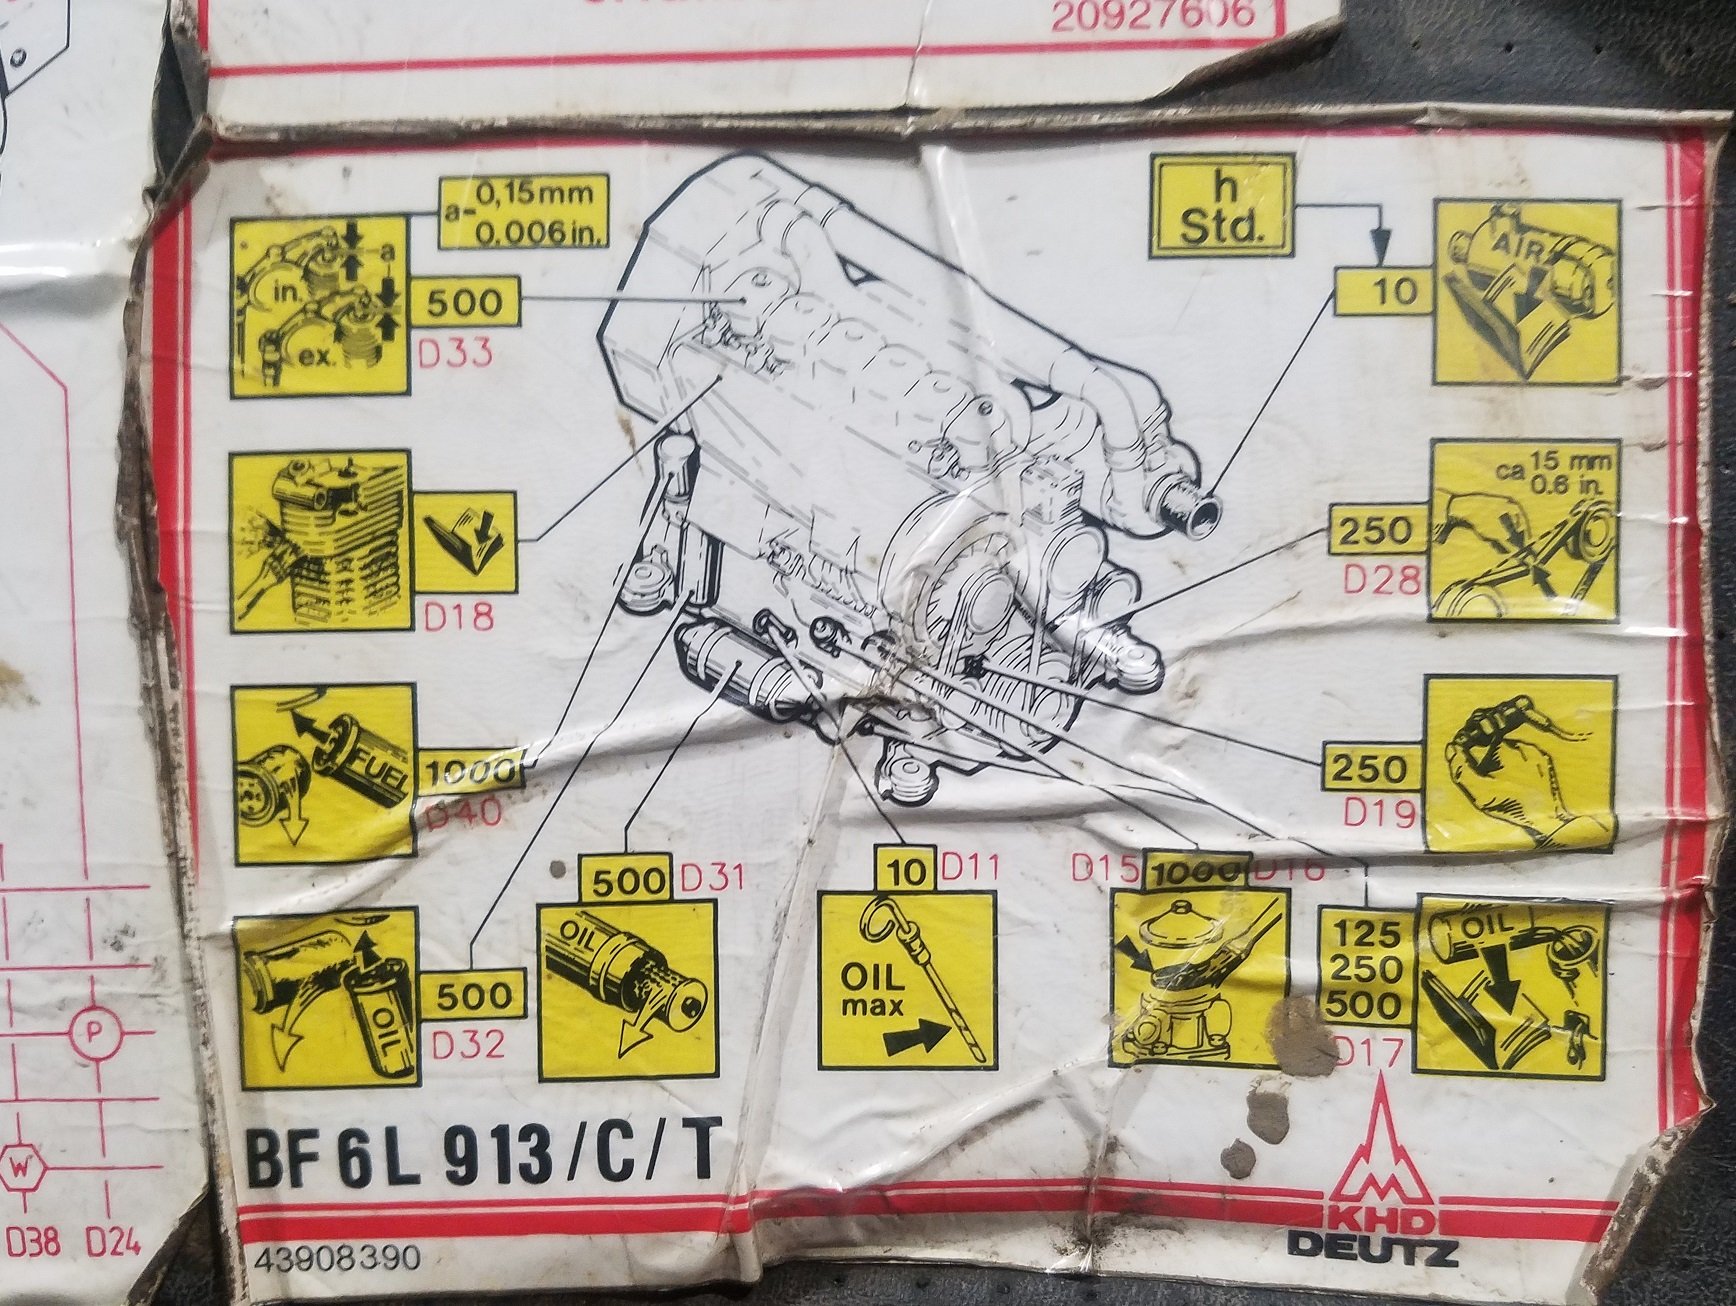 20927606
a-0,15mm
0.006in.
h
Std.
in.
a
ex.
500
D33
10
AIR
D18
250
D28
ca 15 mm
0.6 in.
FUEL
1000
D40
250
D19
500
D31
10
D11
D15
1000
D16
OIL
500
D32
OIL
OIL
max
125
250
500
D17
OIL
P
W
D38 D24
BF6L 913/C/T
KHD
DEUTZ
43908390